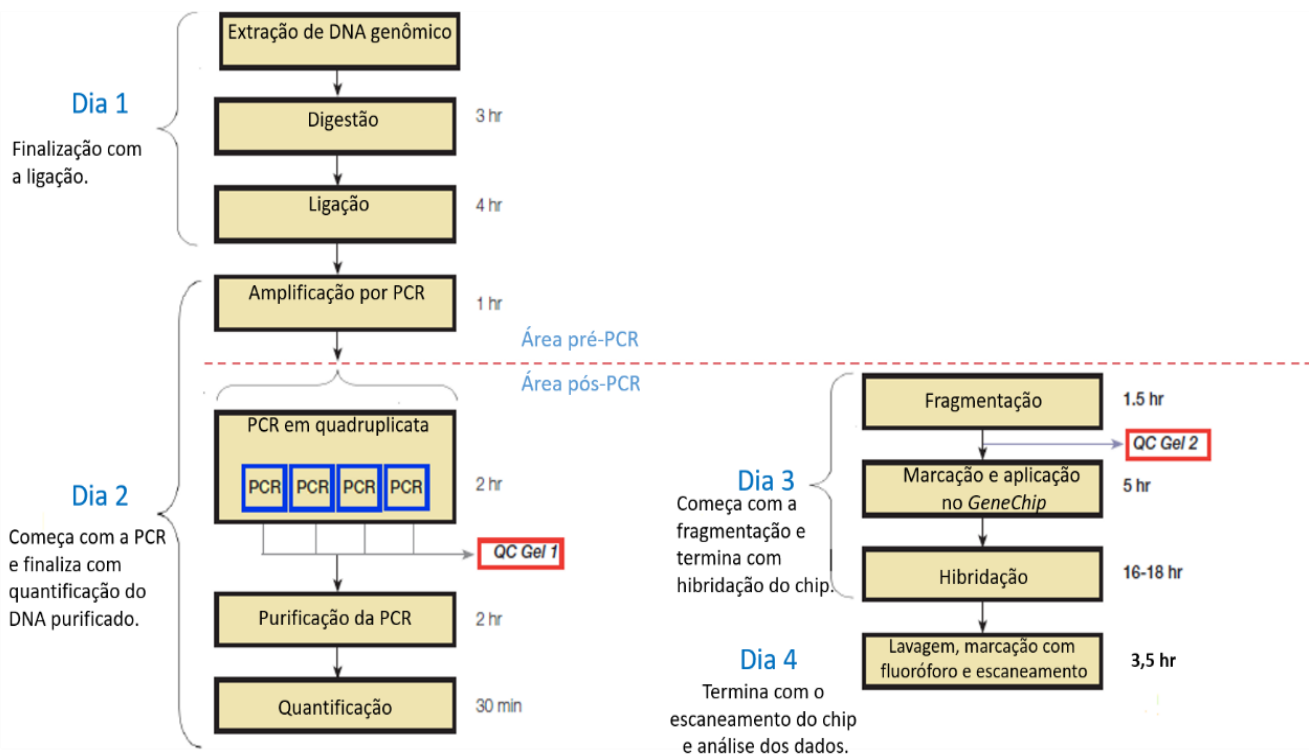 Extração de DNA genômico
Dia 1
Finalização com
a ligação.
Digestão
3 hr
Ligação
4 hr
Amplificação por PCR
1 hr
Área pré-PCR
Área pós-PCR
PCR em quadruplicata
PCR PCR PCR PCR
2 hr
QC Gel 1
Dia 2
Começa com a PCR
e finaliza com
quantificação do
DNA purificado.
Purificação da PCR
2 hr
Quantificação
30 min
Fragmentação
1.5 hr
QC Gel 2
Dia 3
Começa com a
fragmentação e
termina com
hibridação do chip.
Marcação e aplicação
no GeneChip
5 hr
Hibridação
16-18 hr
Lavagem, marcação com
fluoróforo e escaneamento
3,5 hr
Dia 4
Termina com o
escaneamento do chip
e análise dos dados.